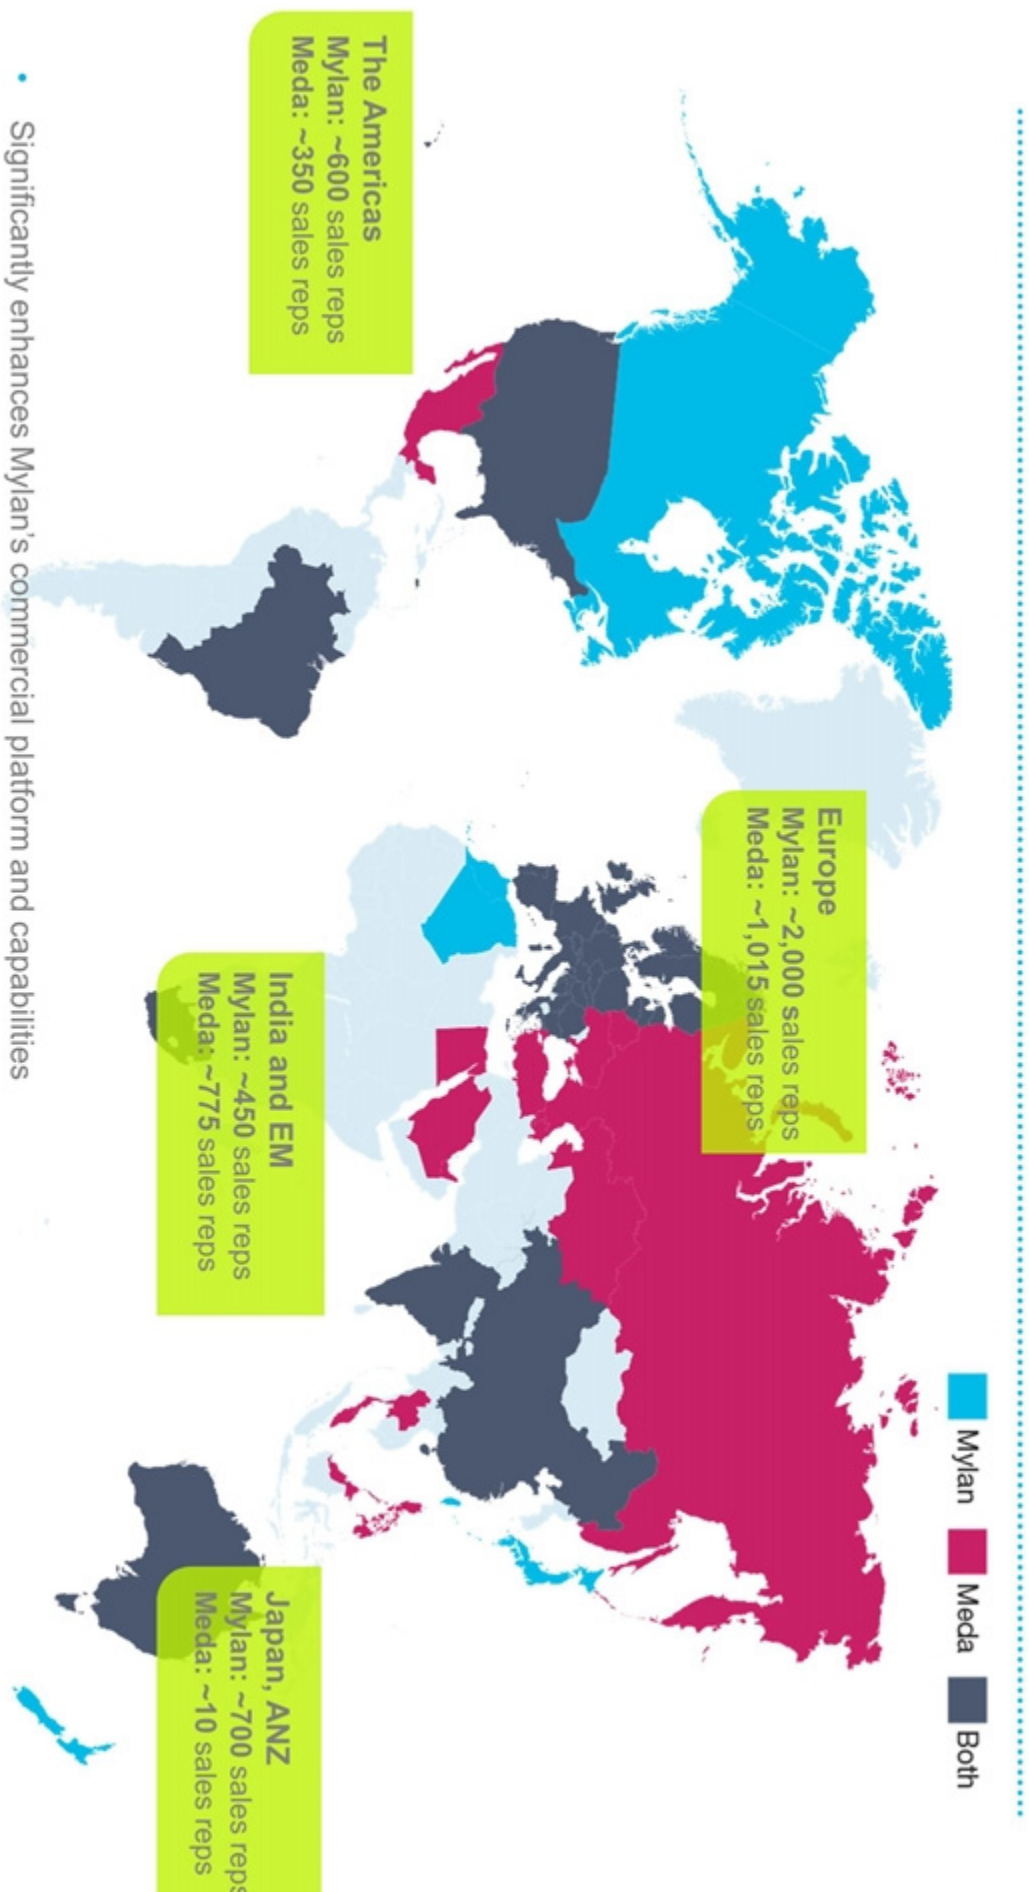 Mylan Meda Both
Europe
Mylan: ~2,000 sales reps
Meda: ~1,015 sales reps
The Americas
Mylan: ~600 sales reps
Meda: ~350 sales reps
India and EM
Mylan: ~450 sales reps
Meda: ~775 sales reps
Japan, ANZ
Mylan: ~700 sales reps
Meda: ~10 sales reps
• Significantly enhances Mylan's commercial platform and capabilities